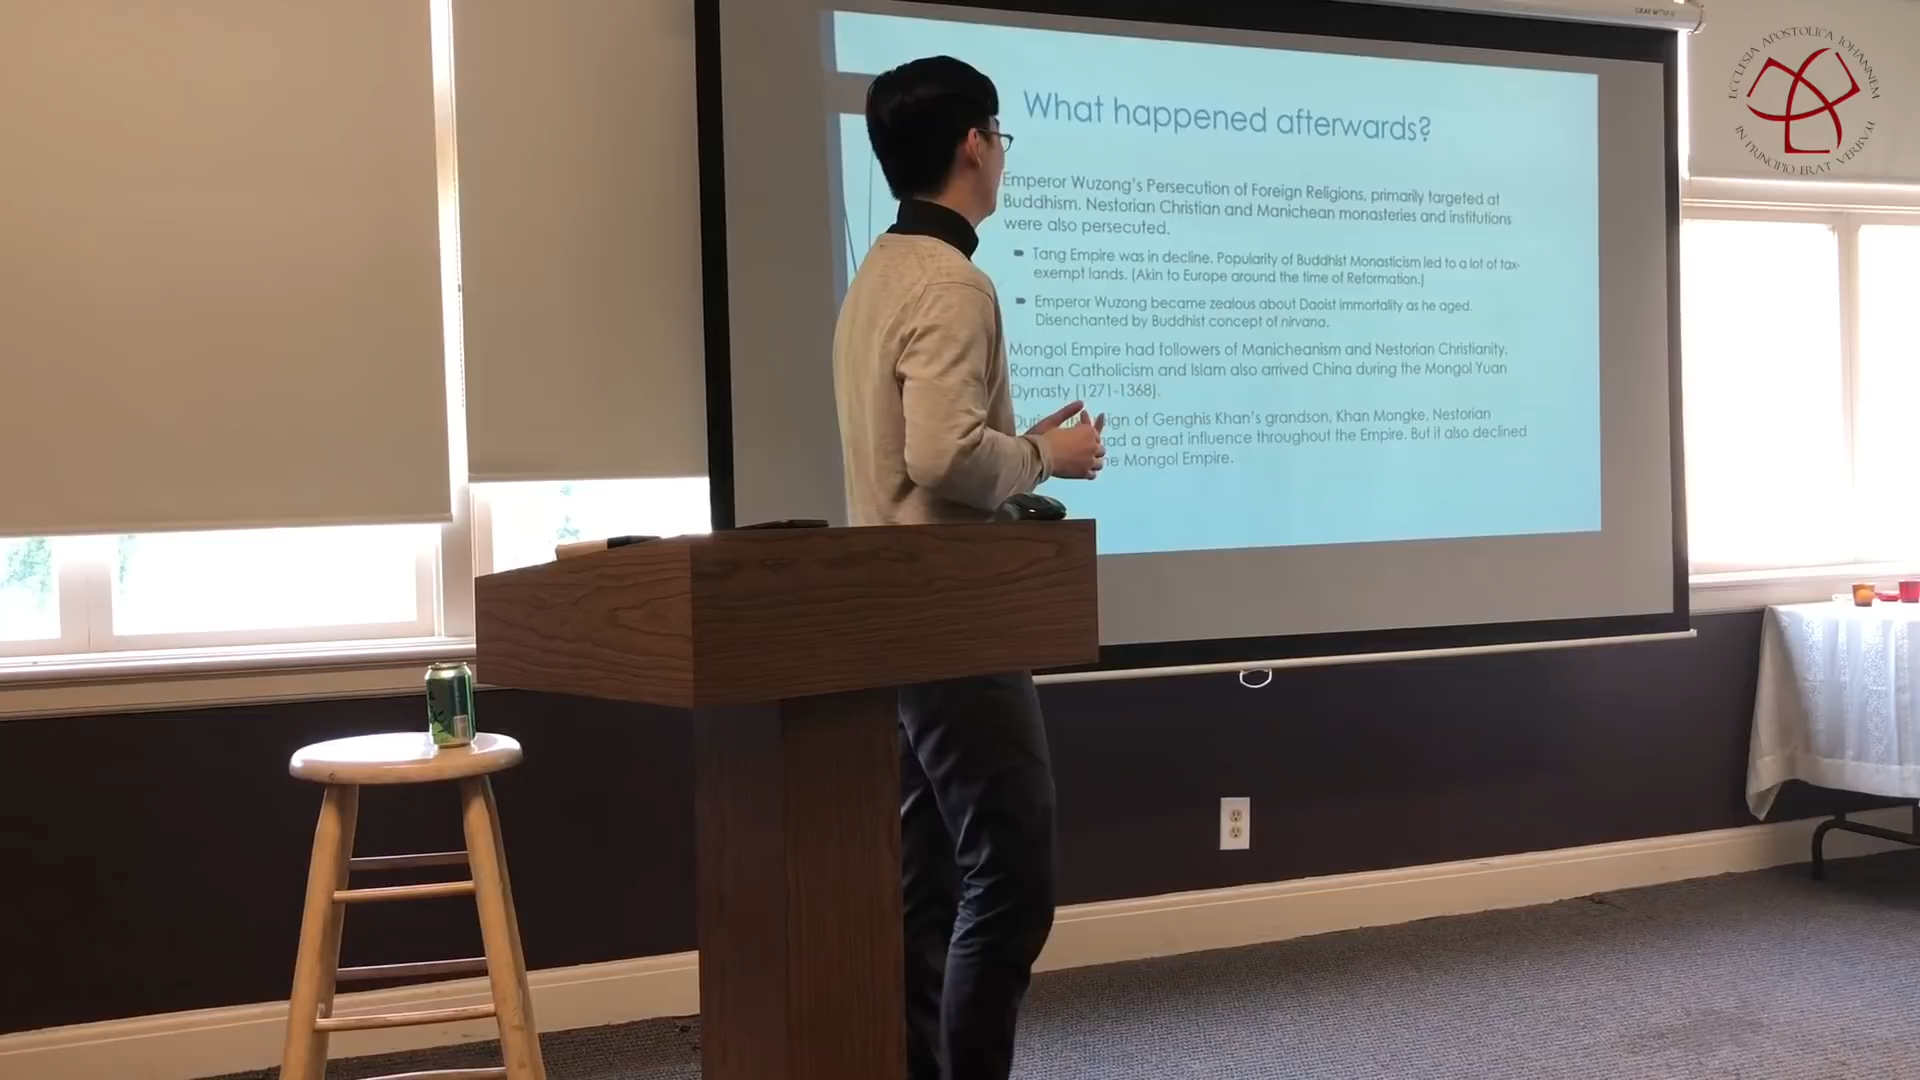 What happened afterwards?
Emperor Wuzong's Persecution of Foreign Religions, primarily targeted at
Buddhism. Nestorian Christian and Manichean monasteries and institutions
were also persecuted.
Tang Empire was in decline. Popularity of Buddhist Monasticism led to a lot of tax-
exempt lands. (Akin to Europe around the time of Reformation.)
Emperor Wuzong became zealous about Daoist immortality as he aged.
Disenchanted by Buddhist concept of nirvana.
Mongol Empire had followers of Manicheanism and Nestorian Christianity.
Roman Catholicism and Islam also arrived China during the Mongol Yuan
Dynasty (1271-1368).
of Genghis Khan's grandson, Khan Mongke, Nestorian
a great influence throughout the Empire. But it also declined
Mongol Empire.
ECCLESIA APOSTOLICA IOHANNEM
IN PRINCIPIO ERAT VERBVM